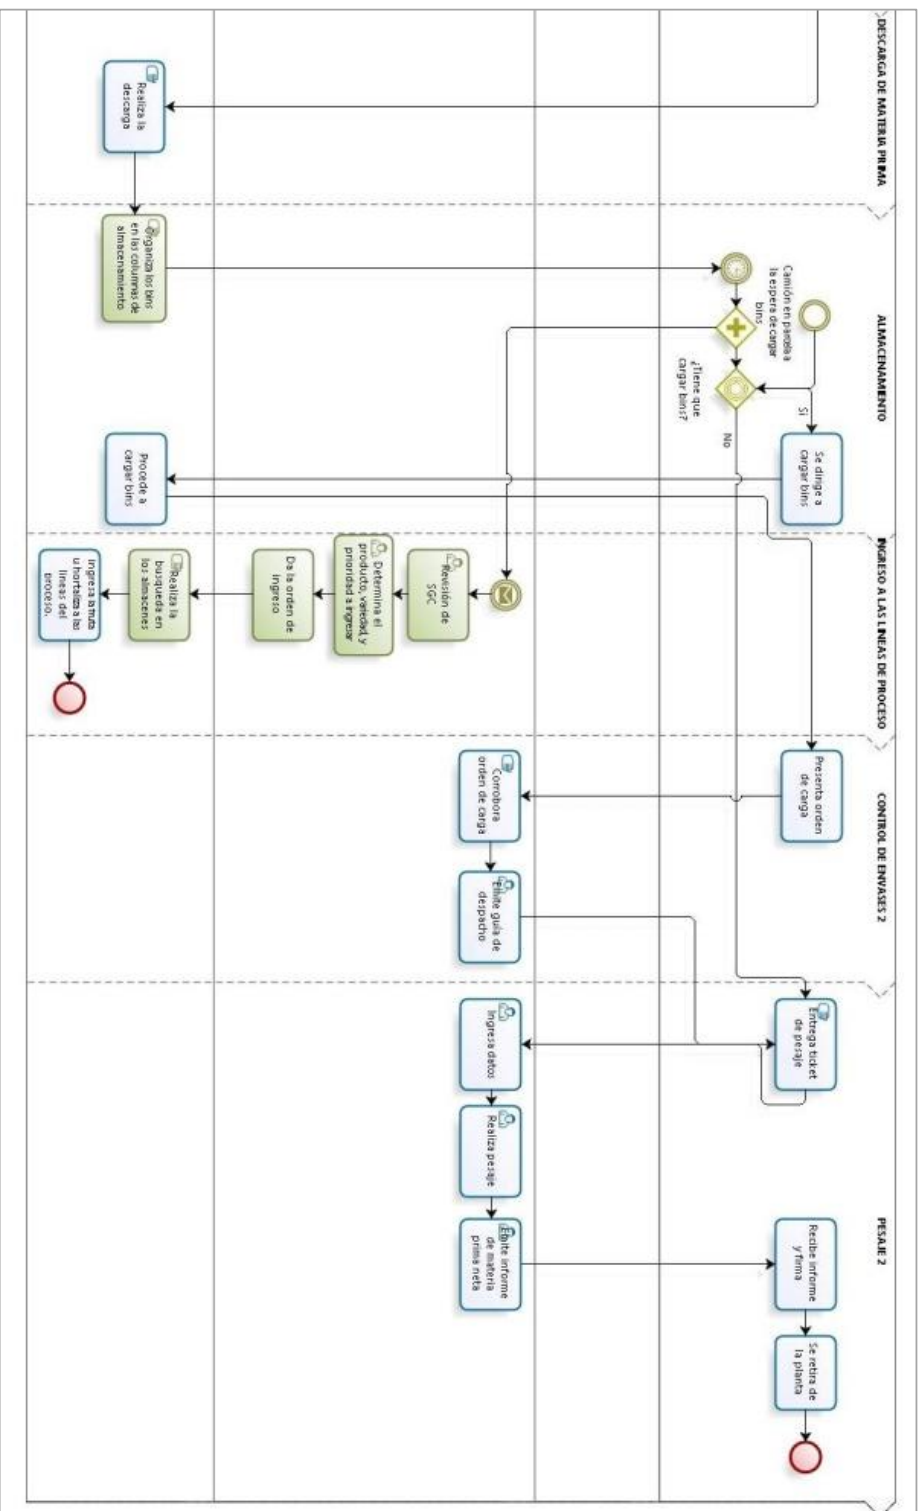 DESCARGA DE MATERIA PRIMA
ALMACENAMIENTO
INGRESO A LAS LINEAS DE PROCESO
CONTROL DE ENVASES 2
PESAJE 2
Realiza la
descarga
Organiza los bins
en las columnas de
almacenamiento
Camión en parcela a
la espera de cargar
bins
¿Tiene que
cargar bins?
Si
No
Se dirige a
cargar bins
Procede a
cargar bins
Revisión de
SGC
Determina el
producto, variedad, y
prioridad a ingresar
Da la orden de
ingreso
Realiza la
busqueda en
los almacenes
Ingresa la fruta
u hortaliza a las
lineas del
proceso.
Presenta orden
de carga
Corrobora
orden de carga
Emite guía de
despacho
Entrega ticket
de pesaje
Ingresa datos
Realiza pesaje
Emite informe
de materia
prima neta
Recibe informe
y firma
Se retira de
la planta